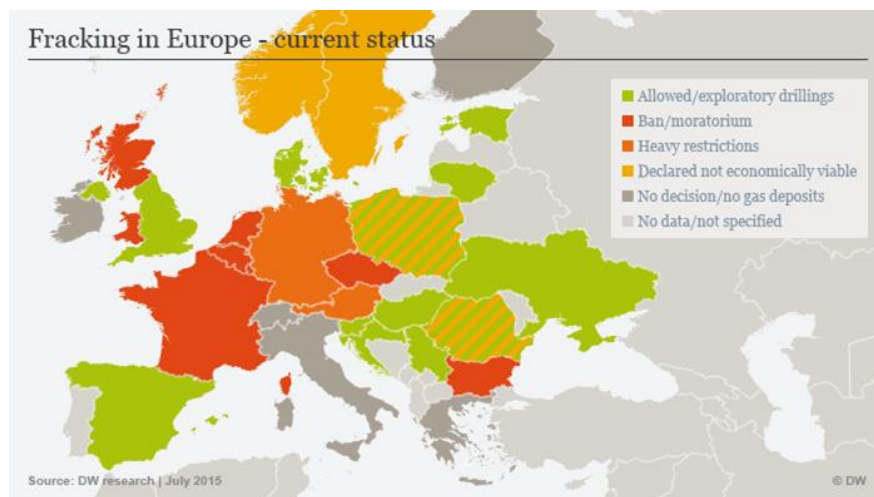 Fracking in Europe - current status
Allowed/exploratory drillings
Ban/moratorium
Heavy restrictions
Declared not economically viable
No decision/no gas deposits
No data/not specified
Source: DW research | July 2015
© DW